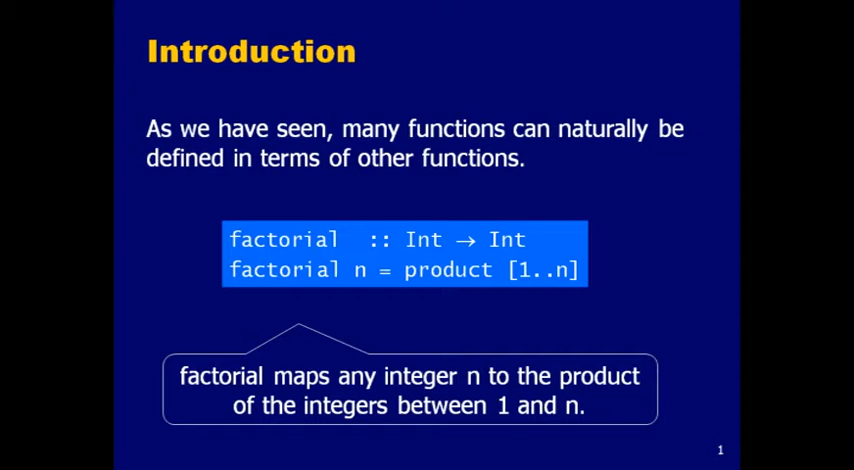 Introduction
As we have seen, many functions can naturally be
defined in terms of other functions.
factorial  :: Int → Int
factorial n = product [1..n]
factorial maps any integer n to the product
of the integers between 1 and n.
1